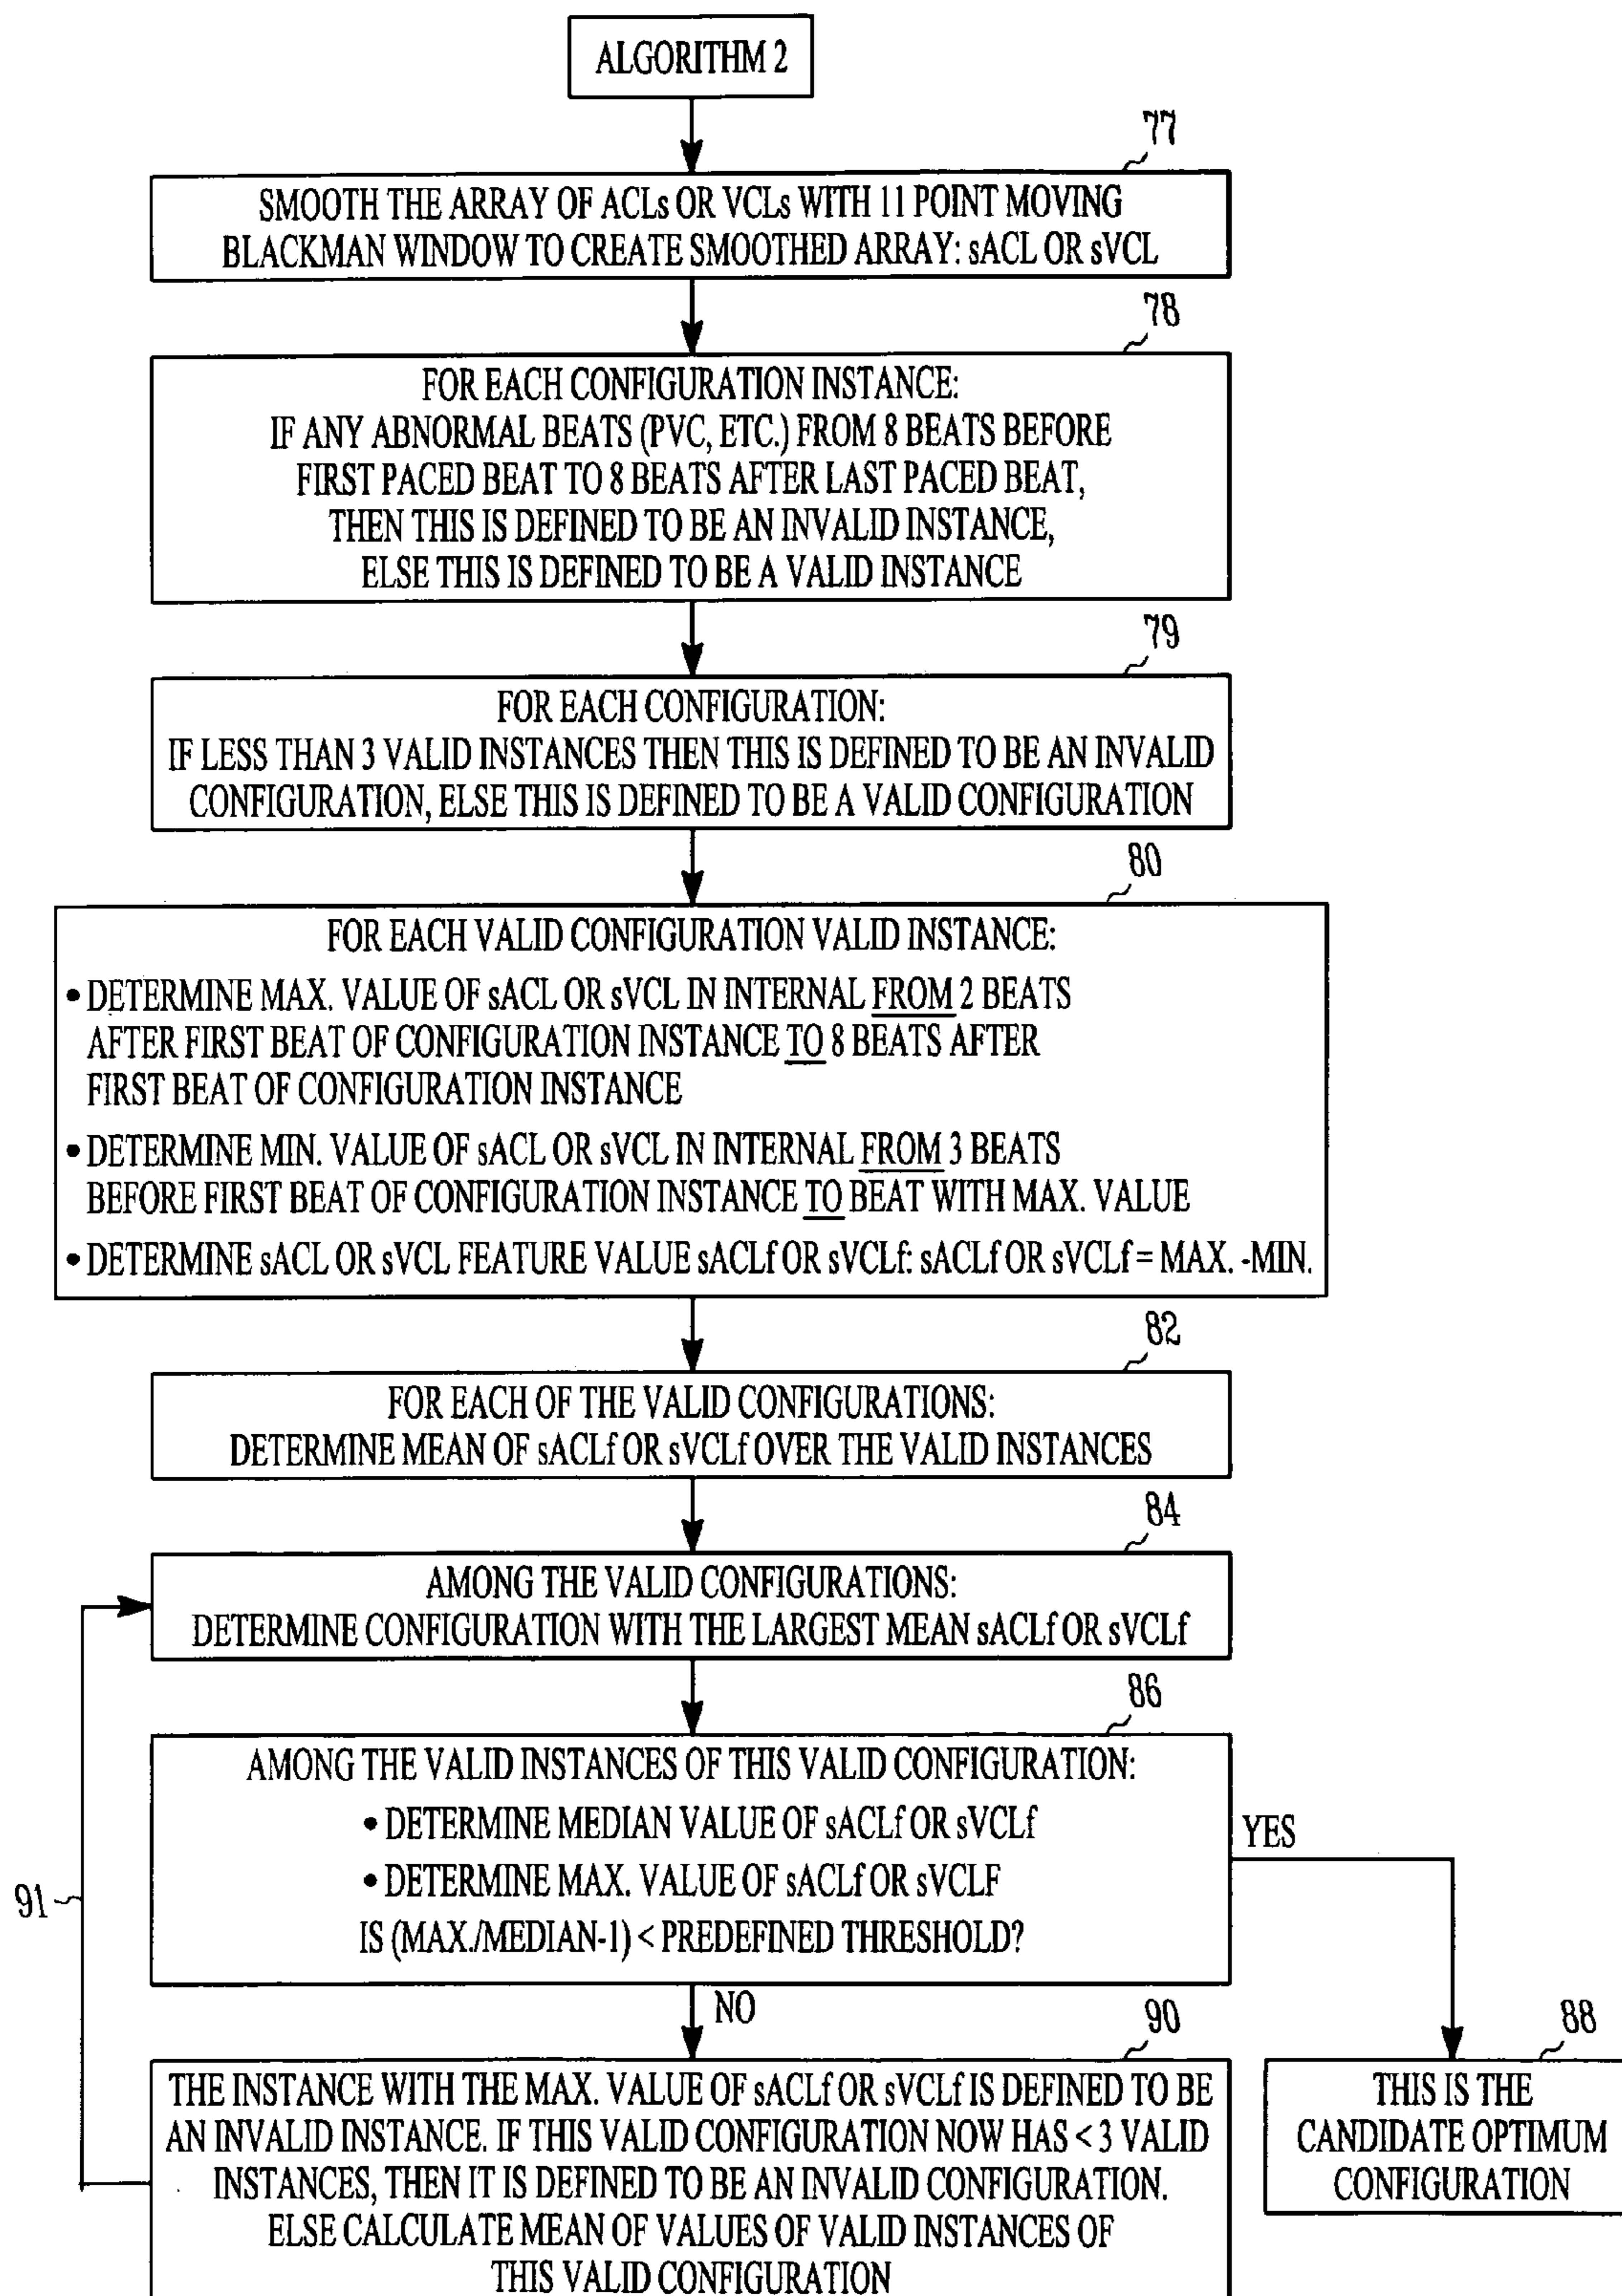 ALGORITHM 2
77
SMOOTH THE ARRAY OF ACLs OR VCLs WITH 11 POINT MOVING
BLACKMAN WINDOW TO CREATE SMOOTHED ARRAY: sACL OR sVCL
78
FOR EACH CONFIGURATION INSTANCE:
IF ANY ABNORMAL BEATS (PVC, ETC.) FROM 8 BEATS BEFORE
FIRST PACED BEAT TO 8 BEATS AFTER LAST PACED BEAT,
THEN THIS IS DEFINED TO BE AN INVALID INSTANCE,
ELSE THIS IS DEFINED TO BE A VALID INSTANCE
79
FOR EACH CONFIGURATION:
IF LESS THAN 3 VALID INSTANCES THEN THIS IS DEFINED TO BE AN INVALID
CONFIGURATION, ELSE THIS IS DEFINED TO BE A VALID CONFIGURATION
80
FOR EACH VALID CONFIGURATION VALID INSTANCE:
• DETERMINE MAX. VALUE OF sACL OR sVCL IN INTERNAL FROM 2 BEATS
AFTER FIRST BEAT OF CONFIGURATION INSTANCE TO 8 BEATS AFTER
FIRST BEAT OF CONFIGURATION INSTANCE
• DETERMINE MIN. VALUE OF sACL OR sVCL IN INTERNAL FROM 3 BEATS
BEFORE FIRST BEAT OF CONFIGURATION INSTANCE TO BEAT WITH MAX. VALUE
• DETERMINE sACL OR sVCL FEATURE VALUE sACLf OR sVCLf: sACLf OR sVCLf = MAX. -MIN.
82
FOR EACH OF THE VALID CONFIGURATIONS:
DETERMINE MEAN OF sACLf OR sVCLf OVER THE VALID INSTANCES
84
AMONG THE VALID CONFIGURATIONS:
DETERMINE CONFIGURATION WITH THE LARGEST MEAN sACLf OR sVCLf
86
AMONG THE VALID INSTANCES OF THIS VALID CONFIGURATION:
• DETERMINE MEDIAN VALUE OF sACLf OR sVCLf
• DETERMINE MAX. VALUE OF sACLf OR sVCLF
IS (MAX./MEDIAN-1) < PREDEFINED THRESHOLD?
YES
91
NO
90
THE INSTANCE WITH THE MAX. VALUE OF sACLf OR sVCLf IS DEFINED TO BE
AN INVALID INSTANCE. IF THIS VALID CONFIGURATION NOW HAS < 3 VALID
INSTANCES, THEN IT IS DEFINED TO BE AN INVALID CONFIGURATION.
ELSE CALCULATE MEAN OF VALUES OF VALID INSTANCES OF
THIS VALID CONFIGURATION
88
THIS IS THE
CANDIDATE OPTIMUM
CONFIGURATION